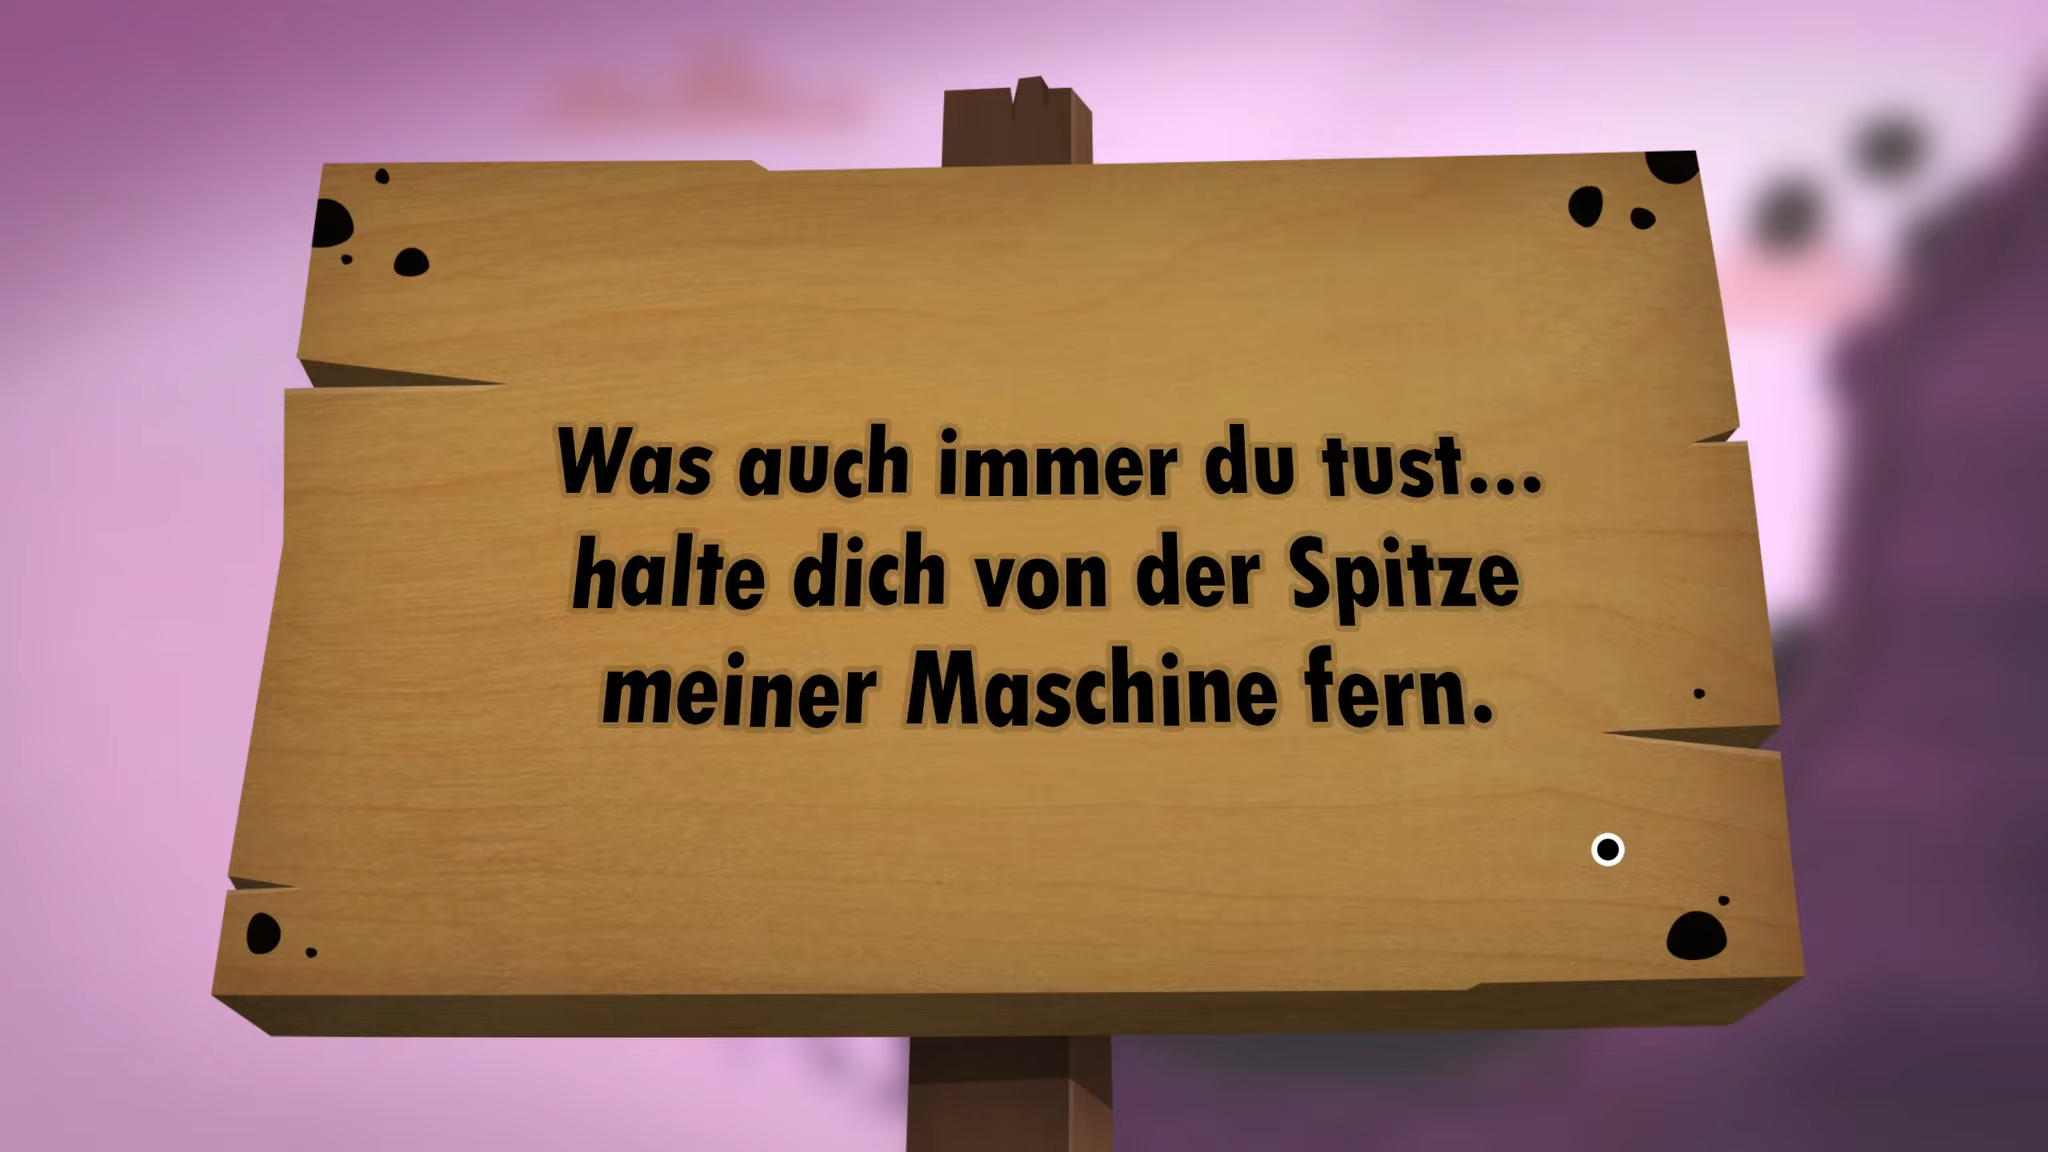 Was auch immer du tust...
halte dich von der Spitze
meiner Maschine fern.